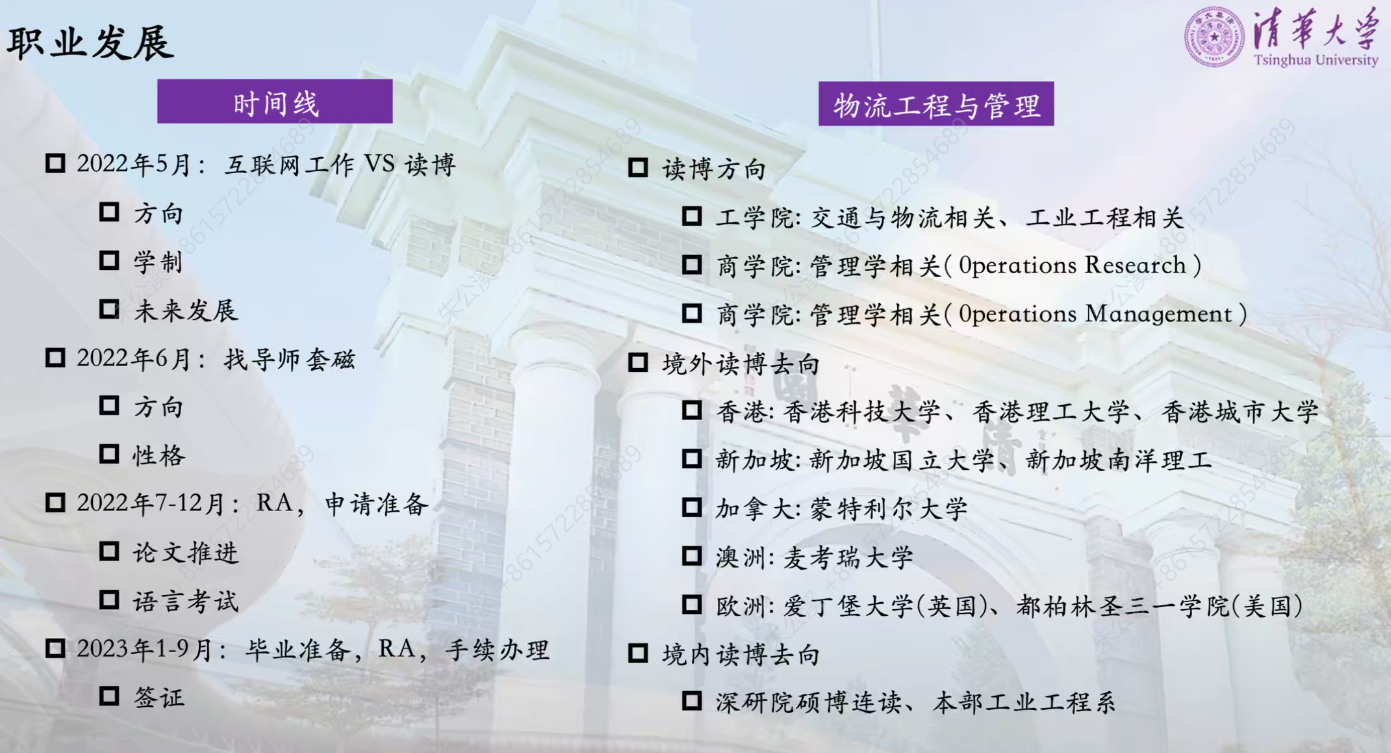 职业发展
清华大学
Tsinghua University
时间线
2022年5月：互联网工作 VS 读博
方向
学制
未来发展
2022年6月：找导师套磁
方向
性格
2022年7-12月：RA，申请准备
论文推进
语言考试
2023年1-9月：毕业准备，RA，手续办理
签证
物流工程与管理
读博方向
工学院: 交通与物流相关、工业工程相关
商学院: 管理学相关( 0perations Research )
商学院: 管理学相关( 0perations Management )
境外读博去向
香港: 香港科技大学、香港理工大学、香港城市大学
新加坡: 新加坡国立大学、新加坡南洋理工
加拿大: 蒙特利尔大学
澳洲: 麦考瑞大学
欧洲: 爱丁堡大学(英国)、都柏林圣三一学院(美国)
境内读博去向
深研院硕博连读、本部工业工程系